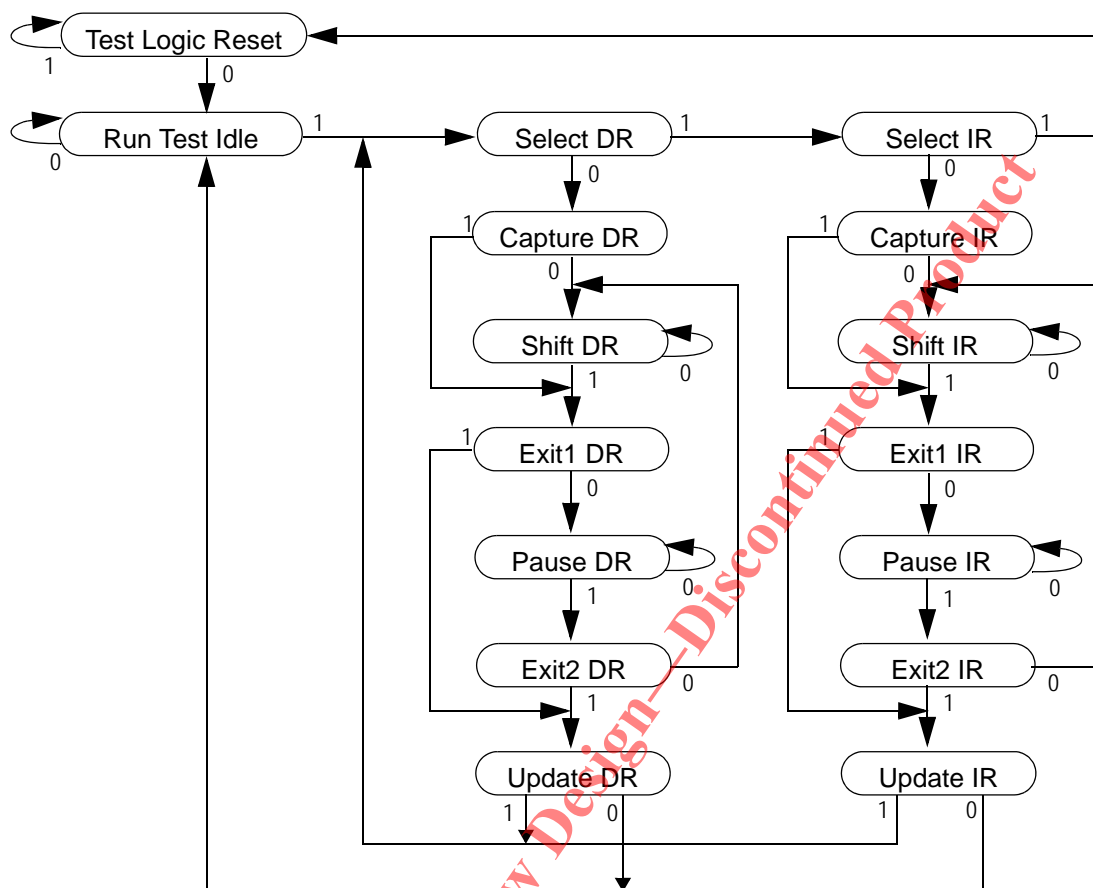 Test Logic Reset
1
0
Run Test Idle
1
Select DR
1
Select IR
1
0
0
0
1
Capture DR
1
Capture IR
0
0
Shift DR
Shift IR
0
0
1
1
1
Exit1 DR
1
Exit1 IR
0
0
Pause DR
Pause IR
0
0
1
1
Exit2 DR
Exit2 IR
0
0
1
1
Update DR
Update IR
1
0
1
0
w Design—Discontinued Product